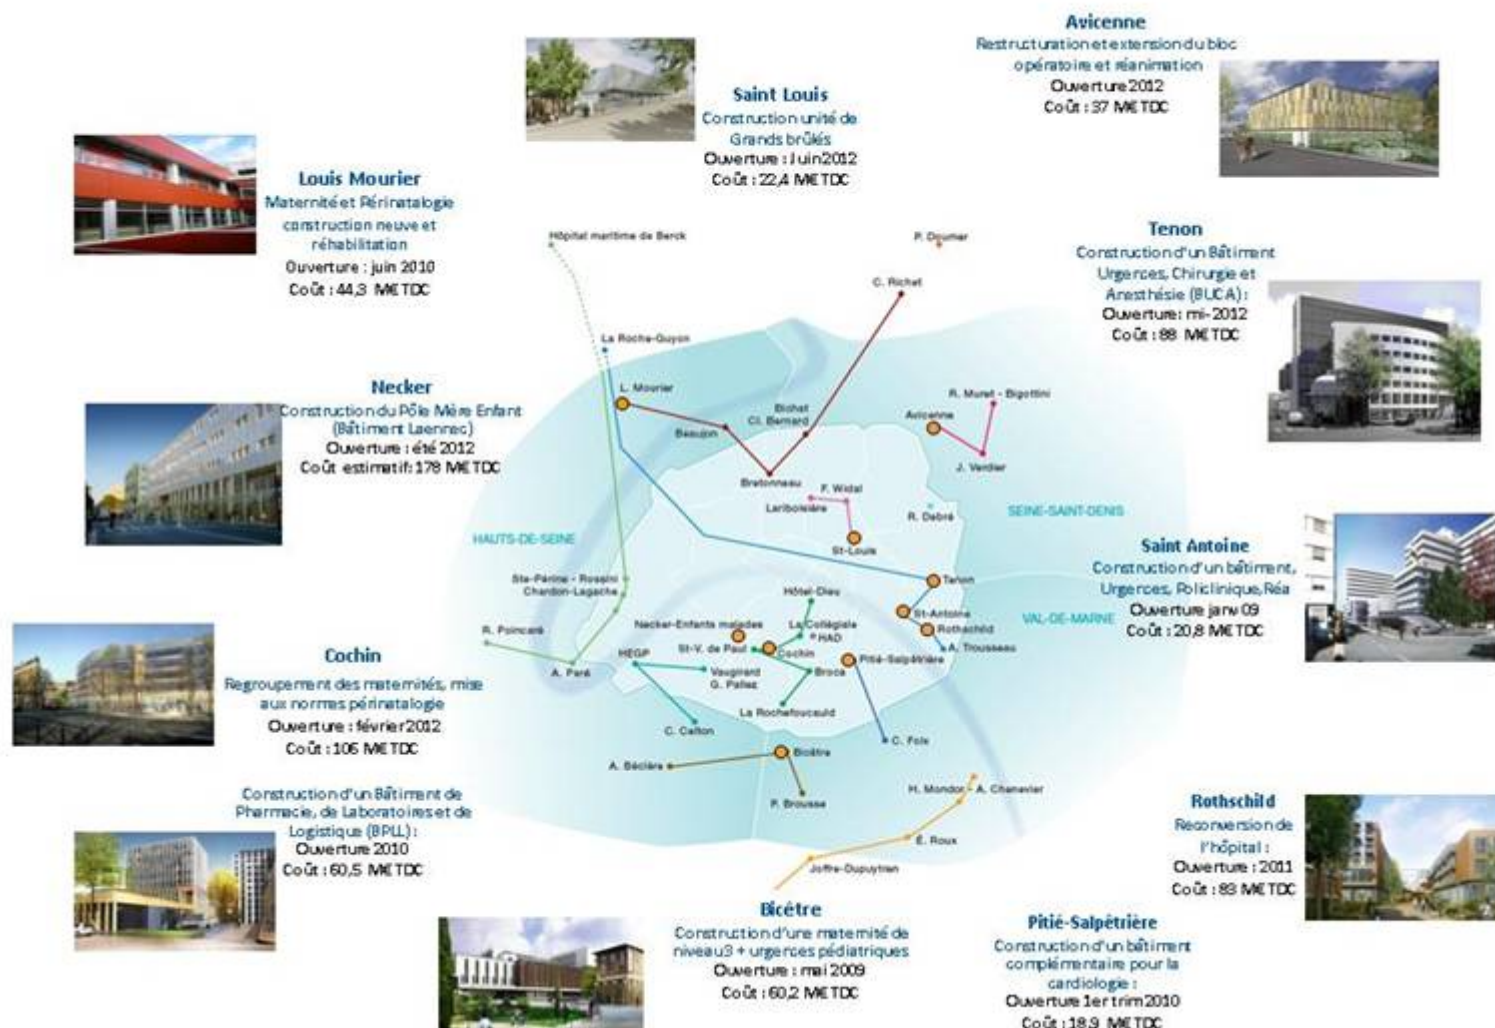 Avicenne
Restructuration et extension du bloc
opératoire et réanimation
Ouverture 2012
Coût : 37 M€ TDC
Saint Louis
Construction unité de
Grands brûlés
Ouverture : Juin 2012
Coût : 22,4 M€ TDC
Louis Mourier
Maternité et Périnatalogie
construction neuve et
réhabilitation
Ouverture : juin 2010
Coût : 44,3 M€ TDC
Tenon
Construction d'un Bâtiment
Urgences, Chirurgie et
Anesthésie (BUCA) :
Ouverture: mi-2012
Coût : 88 M€ TDC
Necker
Construction du Pôle Mère Enfant
(Bâtiment Laennec)
Ouverture : été 2012
Coût estimatif: 178 M€ TDC
Hôpital maritime de Berck
P. Doumer
C. Richet
La Roche-Guyon
L. Mourier
Beaujon
Bichat
Cl. Bernard
Bretonneau
Avicenne
R. Muret - Bigottini
J. Verdier
F. Widal
Lariboisière
St-Louis
R. Debré
HAUTS-DE-SEINE
SEINE-SAINT-DENIS
VAL-DE-MARNE
Ste-Périne - Rossini
Chardon-Lagache
R. Poincaré
A. Paré
Tenon
St-Antoine
Rothschild
A. Trousseau
Hôtel-Dieu
La Collégiale
HAD
Necker-Enfants malades
St-V. de Paul
Cochin
Broca
Pitié-Salpêtrière
HEGP
Vaugirard
G. Pallez
La Rochefoucauld
C. Celton
C. Foix
A. Béclère
Bicêtre
P. Brousse
H. Mondor - A. Chenevier
E. Roux
Joffre-Dupuytren
Saint Antoine
Construction d'un bâtiment,
Urgences, Policlinique, Réa
Ouverture janv 09
Coût : 20,8 M€ TDC
Cochin
Regroupement des maternités, mise
aux normes périnatalogie
Ouverture : février 2012
Coût : 106 M€ TDC
Construction d'un Bâtiment de
Pharmacie, de Laboratoires et de
Logistique (BPLL) :
Ouverture 2010
Coût : 60,5 M€ TDC
Rothschild
Reconversion de
l'hôpital :
Ouverture : 2011
Coût : 83 M€ TDC
Bicêtre
Construction d'une maternité de
niveau3 + urgences pédiatriques
Ouverture : mai 2009
Coût : 60,2 M€ TDC
Pitié-Salpêtrière
Construction d'un bâtiment
complémentaire pour la
cardiologie :
Ouverture 1er trim 2010
Coût : 18,9 M€ TDC
2